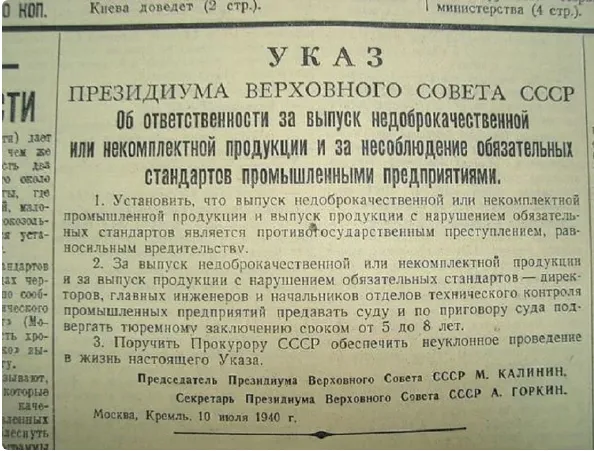 КОП.
Киева доведет (2 стр.).
министерства (4 стр.).
УКАЗ
ПРЕЗИДИУМА ВЕРХОВНОГО СОВЕТА СССР
Об ответственности за выпуск недоброкачественной
или некомплектной продукции и за несоблюдение обязательных
стандартов промышленными предприятиями.
1. Установить, что выпуск недоброкачественной или некомплектной
промышленной продукции и выпуск продукции с нарушением обязатель-
ных стандартов является противогосударственным преступлением, рав-
носильным вредительству.
2. За выпуск недоброкачественной или некомплектной продукции
и за выпуск продукции с нарушением обязательных стандартов — дирек-
торов, главных инженеров и начальников отделов технического контроля
промышленных предприятий предавать суду и по приговору суда под-
вергать тюремному заключению сроком от 5 до 8 лет.
3. Поручить Прокурору СССР обеспечить неуклонное проведение
в жизнь настоящего Указа.
Председатель Президиума Верховного Совета СССР М. КАЛИНИН.
Секретарь Президиума Верховного Совета СССР А. ГОРКИН.
Москва, Кремль. 10 июля 1940 г.